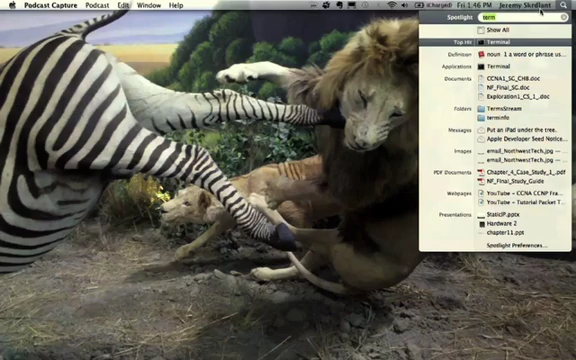 Podcast Capture Podcast Edit Window Help (Charged) Fri 1:46 PM Jeremy Skrdlant
Spotlight term
Show All
Top Hit Terminal
Definition noun 1 a word or phrase us...
Applications Terminal
Documents CCNA1_SG_CH8.doc
NF_Final_SG.doc
Exploration1_CS_1_.doc
Folders TermsStream
terminfo
Messages Put an iPad under the tree.
Apple Developer Seed Notice...
Images email_NorthwestTech.jpg —...
email_NorthwestTech.jpg —...
PDF Documents Chapter_4_Case_Study_1_.pdf
NF_Final_Study_Guide
Webpages YouTube - CCNA CCNP Fram...
YouTube - Tutorial Packet T...
Presentations StaticIP.pptx
Hardware 2
chapter11.ppt
Spotlight Preferences...